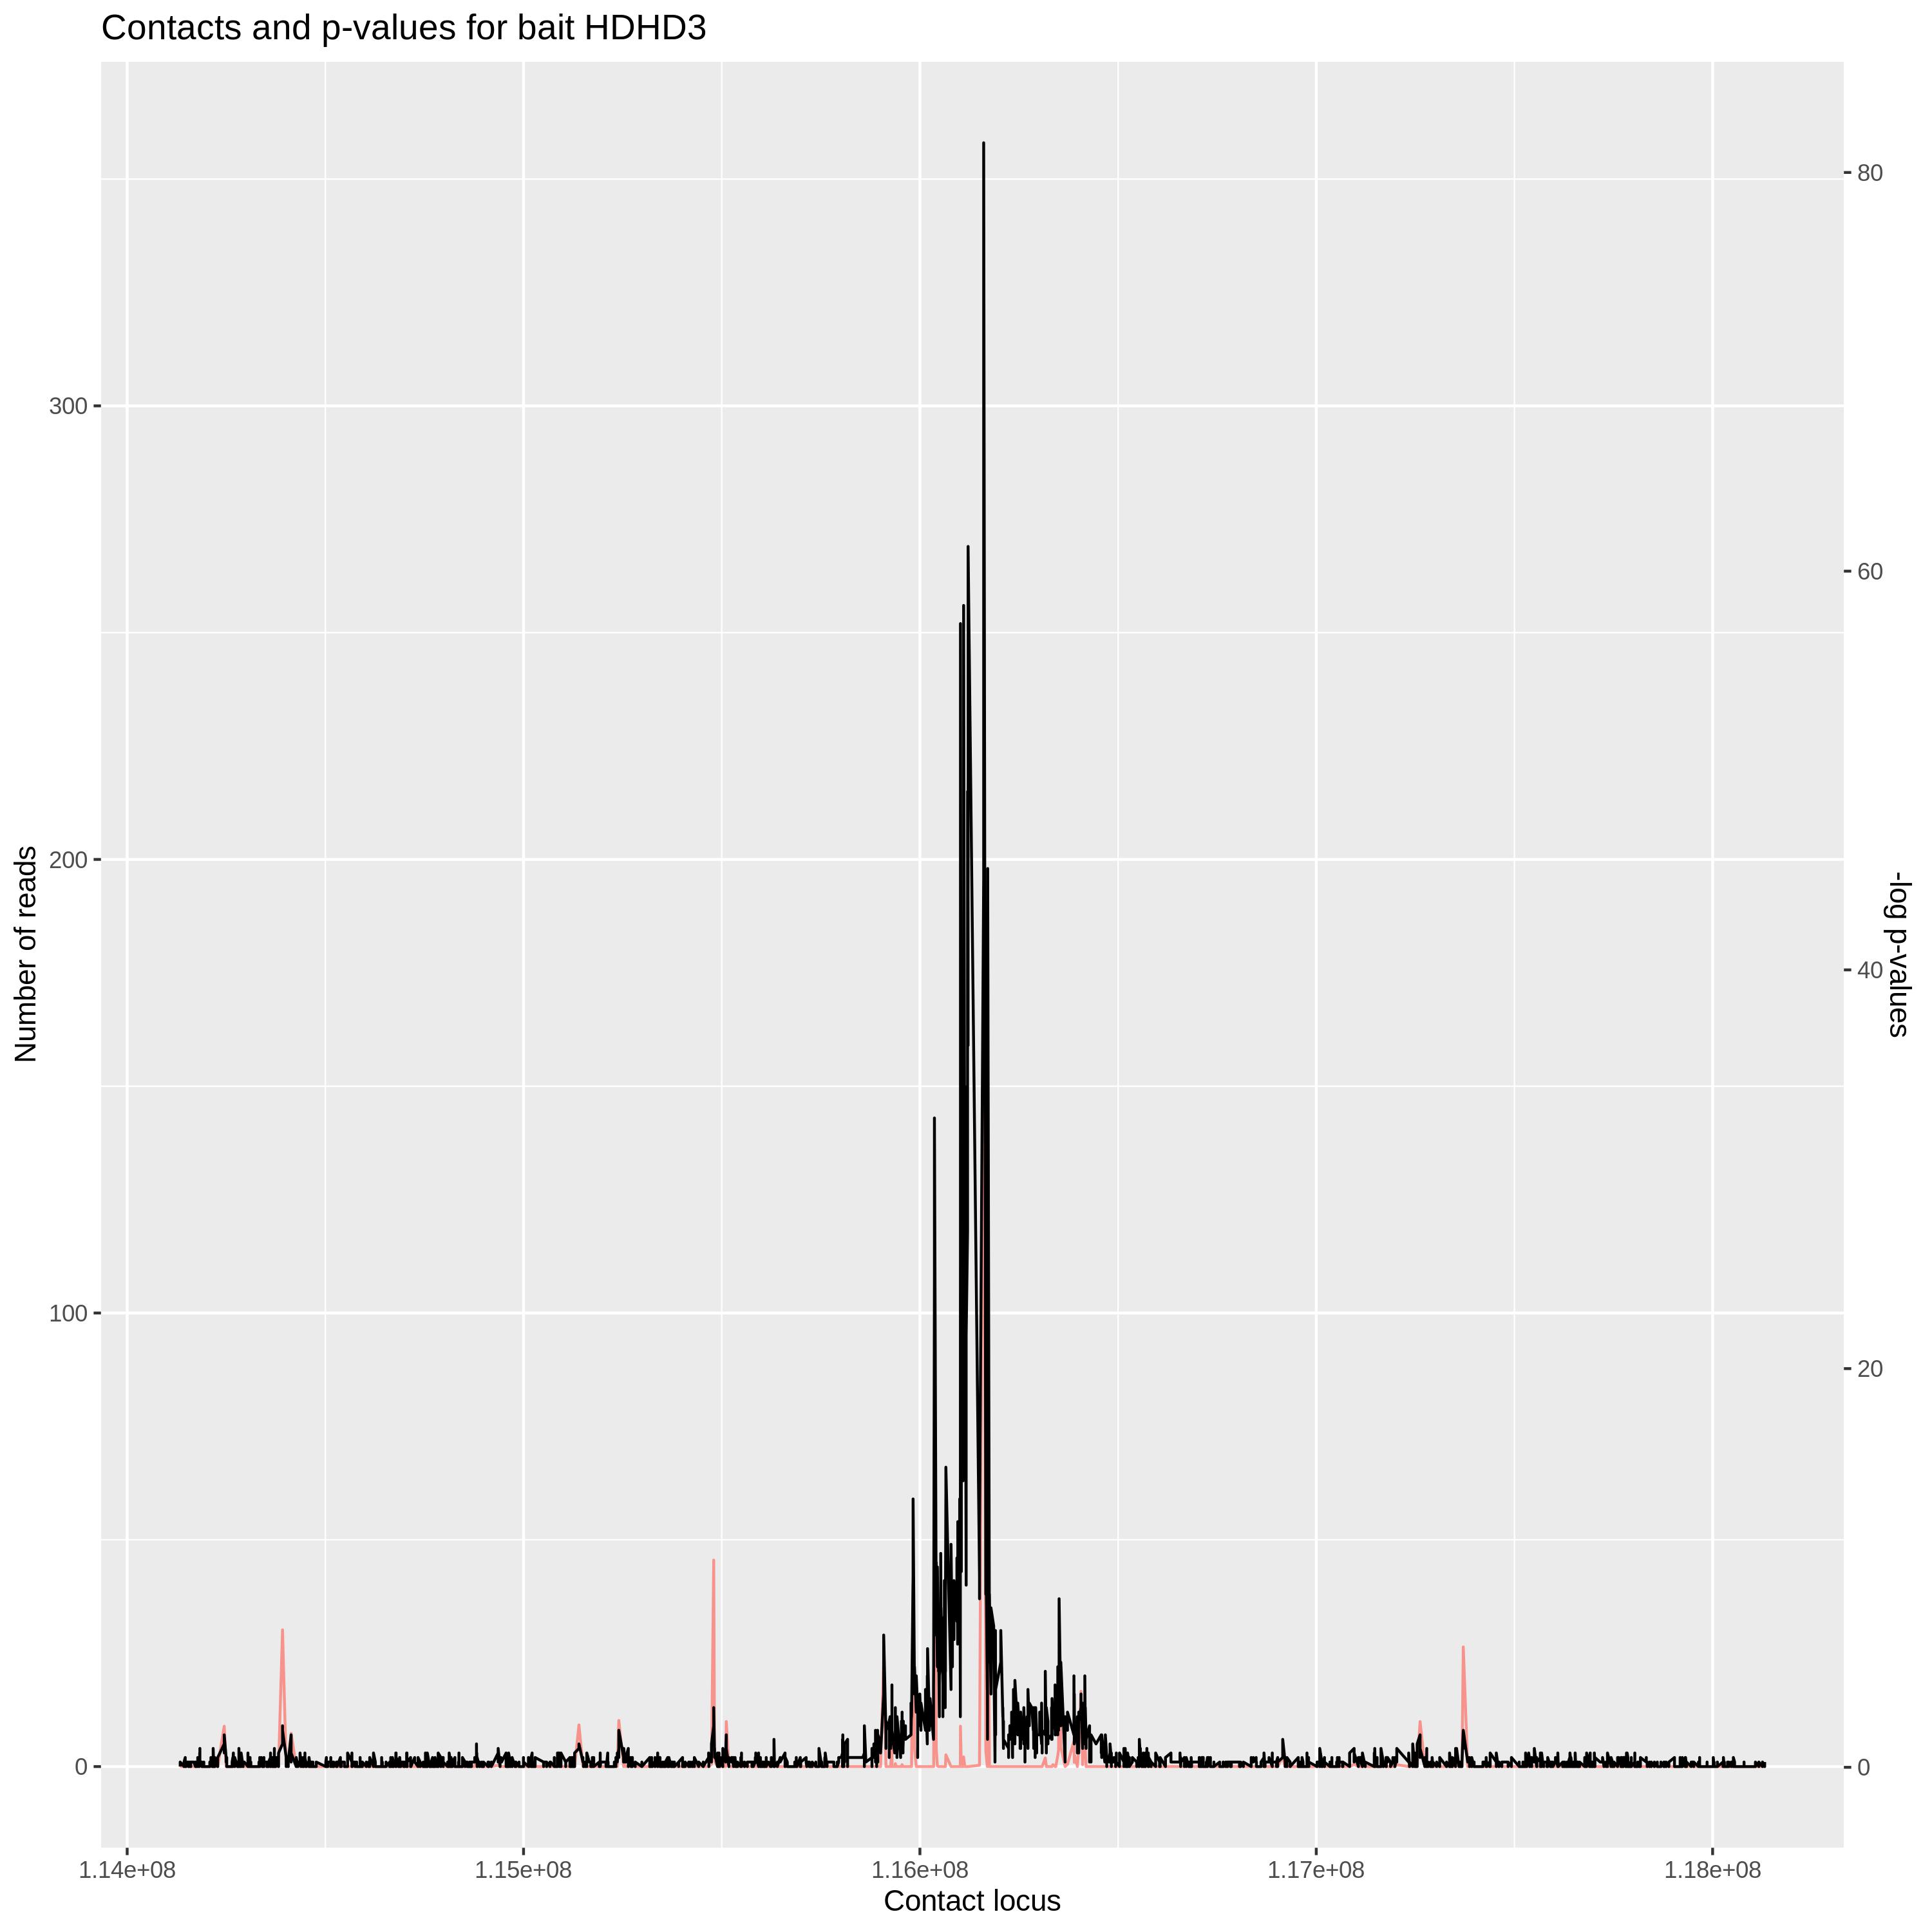 Contacts and p-values for bait HDHD3
Number of reads
300
200
100
0
80
60
40
20
0
-log p-values
1.14e+08
1.15e+08
1.16e+08
1.17e+08
1.18e+08
Contact locus